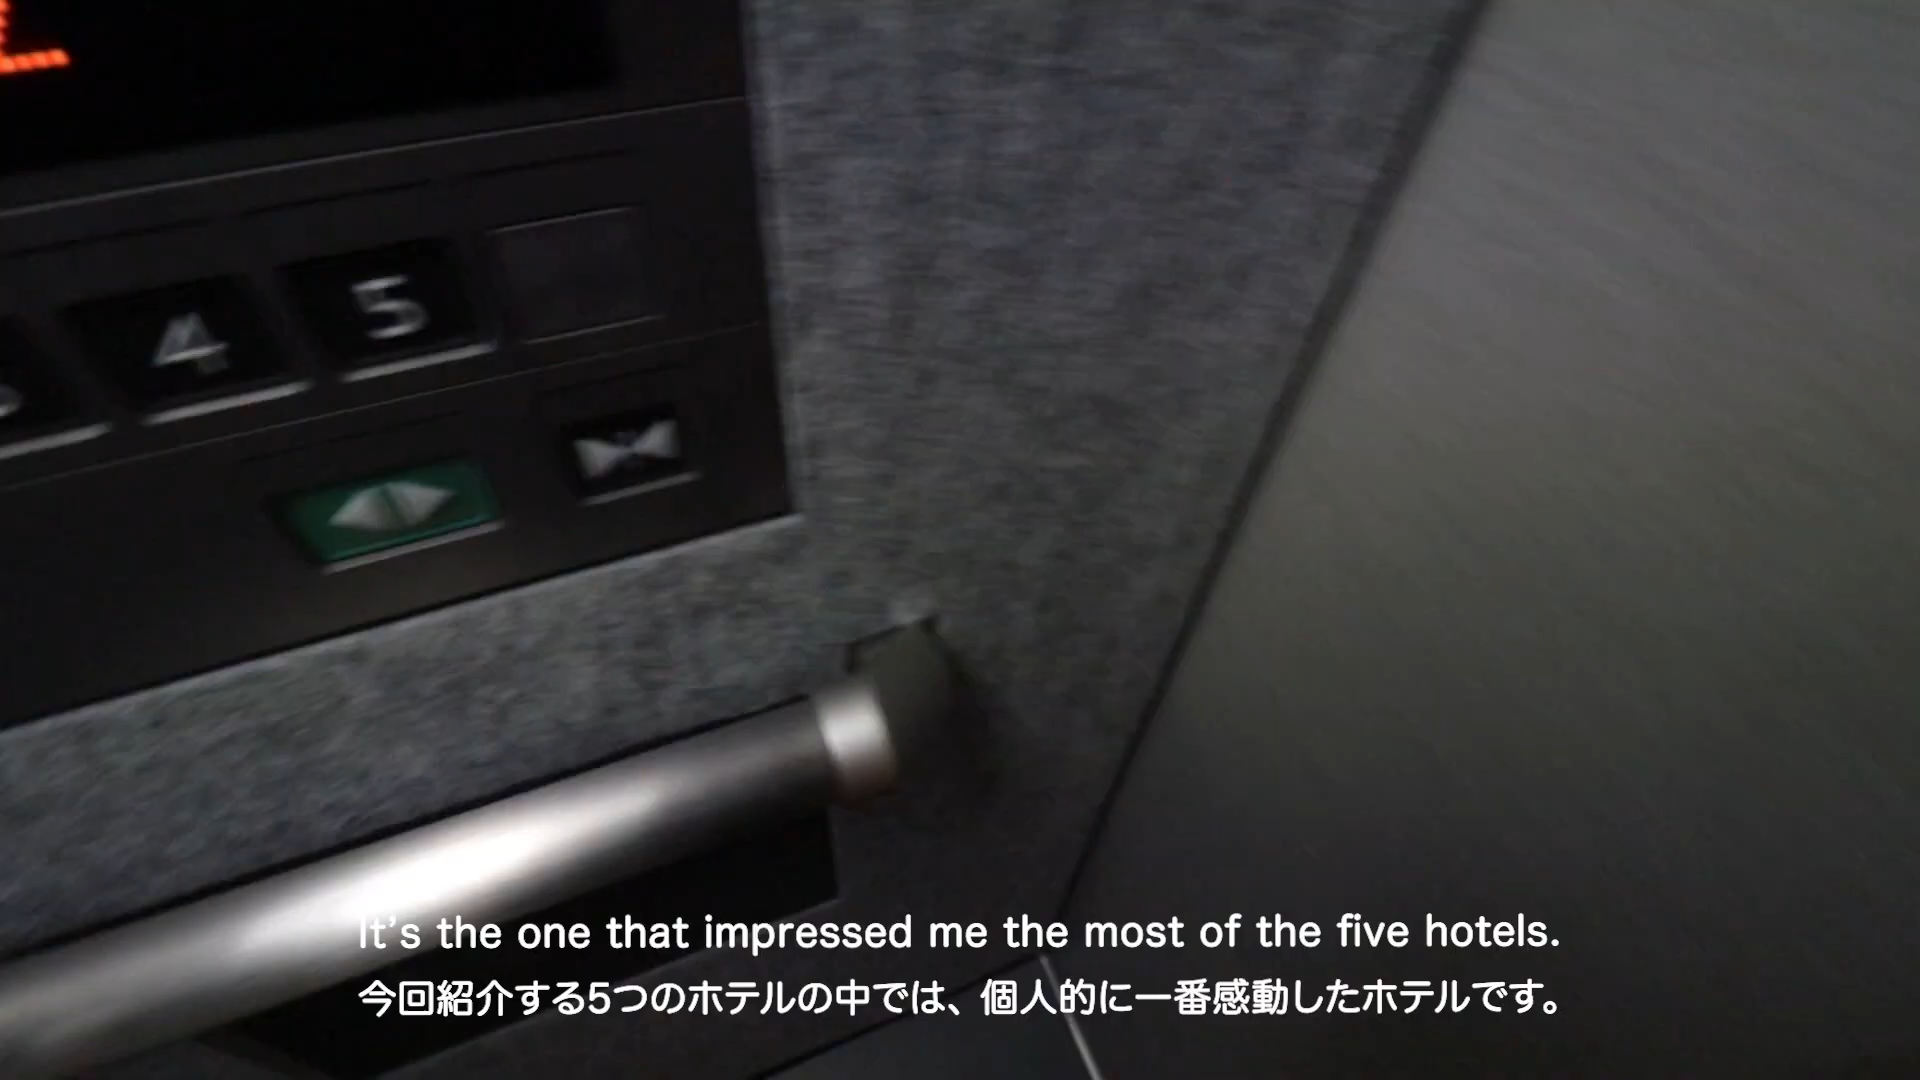 4 5
It's the one that impressed me the most of the five hotels.
今回紹介する5つのホテルの中では、個人的に一番感動したホテルです。